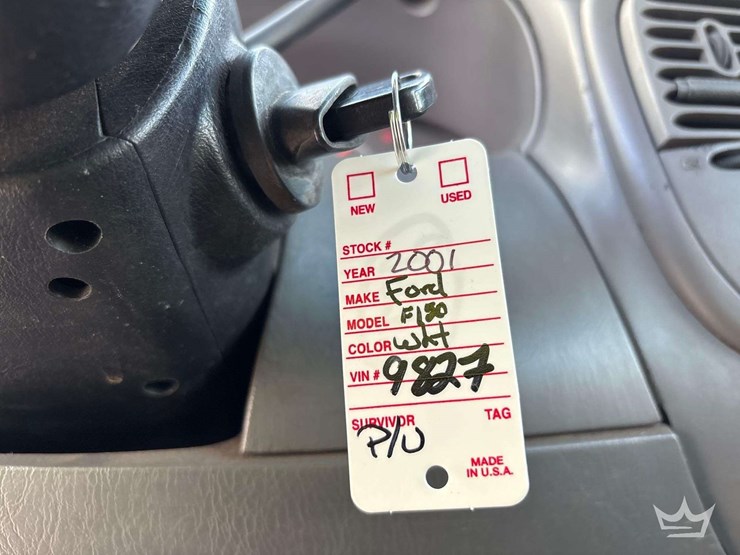 NEW USED
STOCK #
YEAR 2001
MAKE Ford
MODEL F150
COLOR Wht
VIN # 9827
SURVIVOR TAG
P/U
MADE
IN U.S.A.